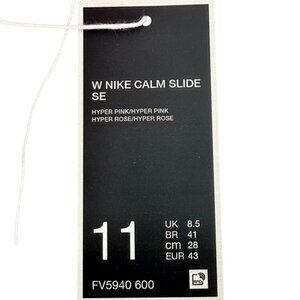 W NIKE CALM SLIDE
SE
HYPER PINK/HYPER PINK
HYPER ROSE/HYPER ROSE
11
UK 8.5
BR 41
cm 28
EUR 43
FV5940 600